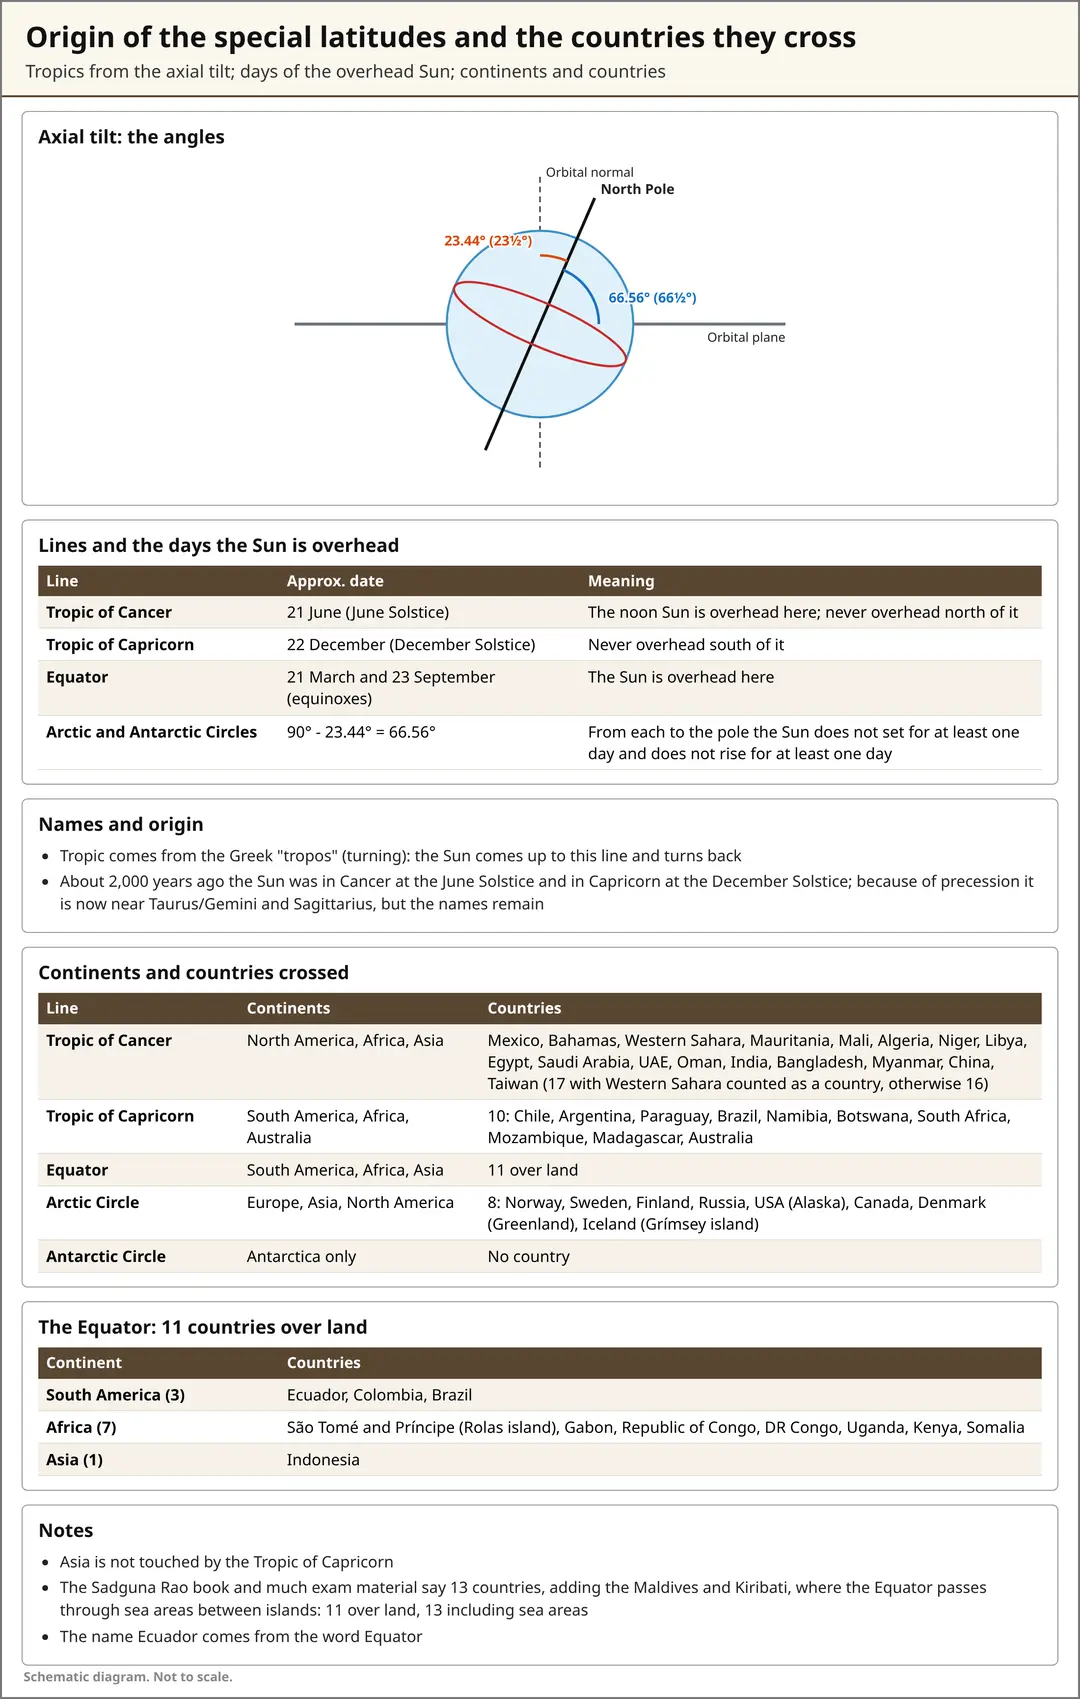 Origin of the special latitudes and the countries they cross
Tropics from the axial tilt; days of the overhead Sun; continents and countries
Axial tilt: the angles
Orbital normal
North Pole
23.44° (23½°)
66.56° (66½°)
Orbital plane
Lines and the days the Sun is overhead
Line Approx. date Meaning
Tropic of Cancer 21 June (June Solstice) The noon Sun is overhead here; never overhead north of it
Tropic of Capricorn 22 December (December Solstice) Never overhead south of it
Equator 21 March and 23 September The Sun is overhead here
(equinoxes)
Arctic and Antarctic Circles 90° - 23.44° = 66.56° From each to the pole the Sun does not set for at least one
day and does not rise for at least one day
Names and origin
• Tropic comes from the Greek "tropos" (turning): the Sun comes up to this line and turns back
• About 2,000 years ago the Sun was in Cancer at the June Solstice and in Capricorn at the December Solstice; because of precession it
is now near Taurus/Gemini and Sagittarius, but the names remain
Continents and countries crossed
Line Continents Countries
Tropic of Cancer North America, Africa, Asia Mexico, Bahamas, Western Sahara, Mauritania, Mali, Algeria, Niger, Libya,
Egypt, Saudi Arabia, UAE, Oman, India, Bangladesh, Myanmar, China,
Taiwan (17 with Western Sahara counted as a country, otherwise 16)
Tropic of Capricorn South America, Africa, 10: Chile, Argentina, Paraguay, Brazil, Namibia, Botswana, South Africa,
Australia Mozambique, Madagascar, Australia
Equator South America, Africa, Asia 11 over land
Arctic Circle Europe, Asia, North America 8: Norway, Sweden, Finland, Russia, USA (Alaska), Canada, Denmark
(Greenland), Iceland (Grímsey island)
Antarctic Circle Antarctica only No country
The Equator: 11 countries over land
Continent Countries
South America (3) Ecuador, Colombia, Brazil
Africa (7) São Tomé and Príncipe (Rolas island), Gabon, Republic of Congo, DR Congo, Uganda, Kenya, Somalia
Asia (1) Indonesia
Notes
• Asia is not touched by the Tropic of Capricorn
• The Sadguna Rao book and much exam material say 13 countries, adding the Maldives and Kiribati, where the Equator passes
through sea areas between islands: 11 over land, 13 including sea areas
• The name Ecuador comes from the word Equator
Schematic diagram. Not to scale.